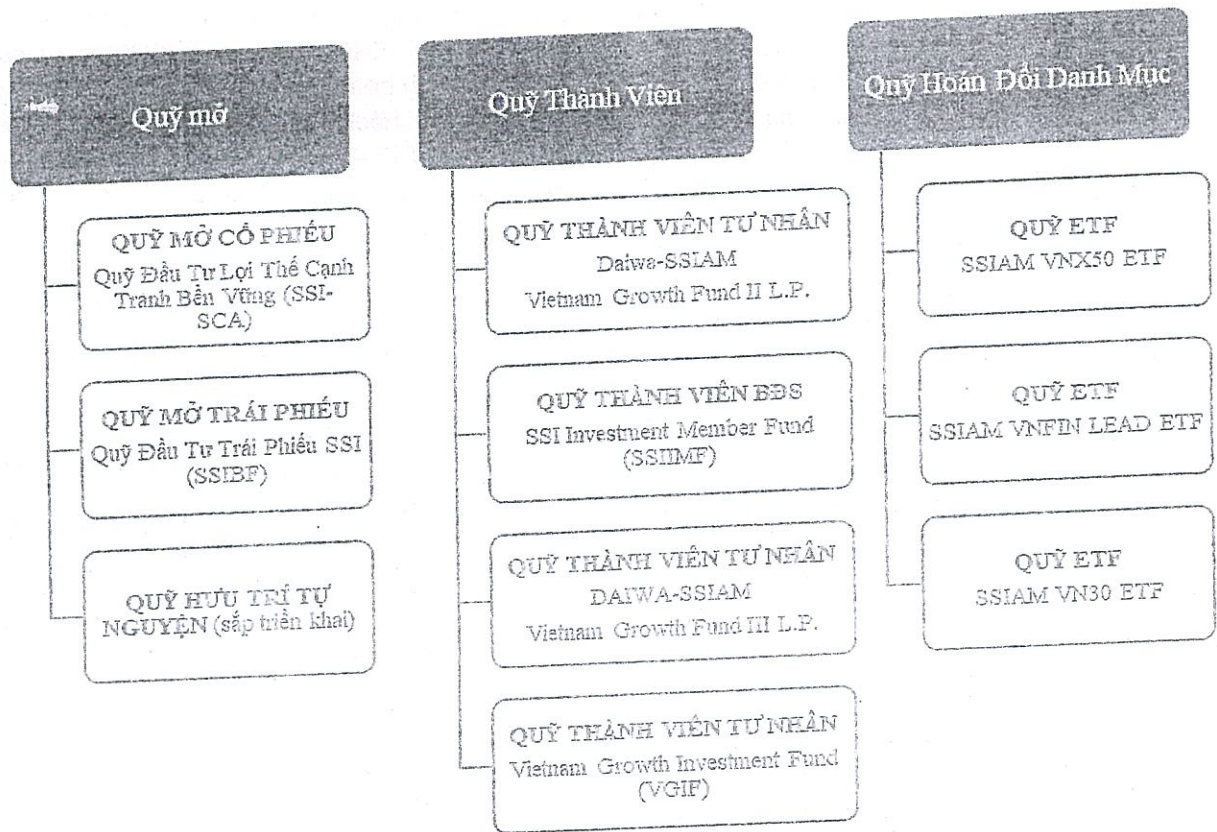 Quỹ mở
QUỸ MỞ CỔ PHIẾU
Quỹ Đầu Tư Lợi Thế Cạnh
Tranh Bền Vững (SSI-
SCA)
QUỸ MỞ TRÁI PHIẾU
Quỹ Đầu Tư Trái Phiếu SSI
(SSIBF)
QUỸ HƯU TRÍ TỰ
NGUYỆN (sắp triển khai)
Quỹ Thành Viên
QUỸ THÀNH VIÊN TƯ NHÂN
Daiwa-SSIAM
Vietnam Growth Fund II L.P.
QUỸ THÀNH VIÊN BĐS
SSI Investment Member Fund
(SSIIMF)
QUỸ THÀNH VIÊN TƯ NHÂN
DAIWA-SSIAM
Vietnam Growth Fund III L.P.
QUỸ THÀNH VIÊN TƯ NHÂN
Vietnam Growth Investment Fund
(VGIF)
Quỹ Hoán Đổi Danh Mục
QUỸ ETF
SSIAM VNX50 ETF
QUỸ ETF
SSIAM VNFIN LEAD ETF
QUỸ ETF
SSIAM VN30 ETF